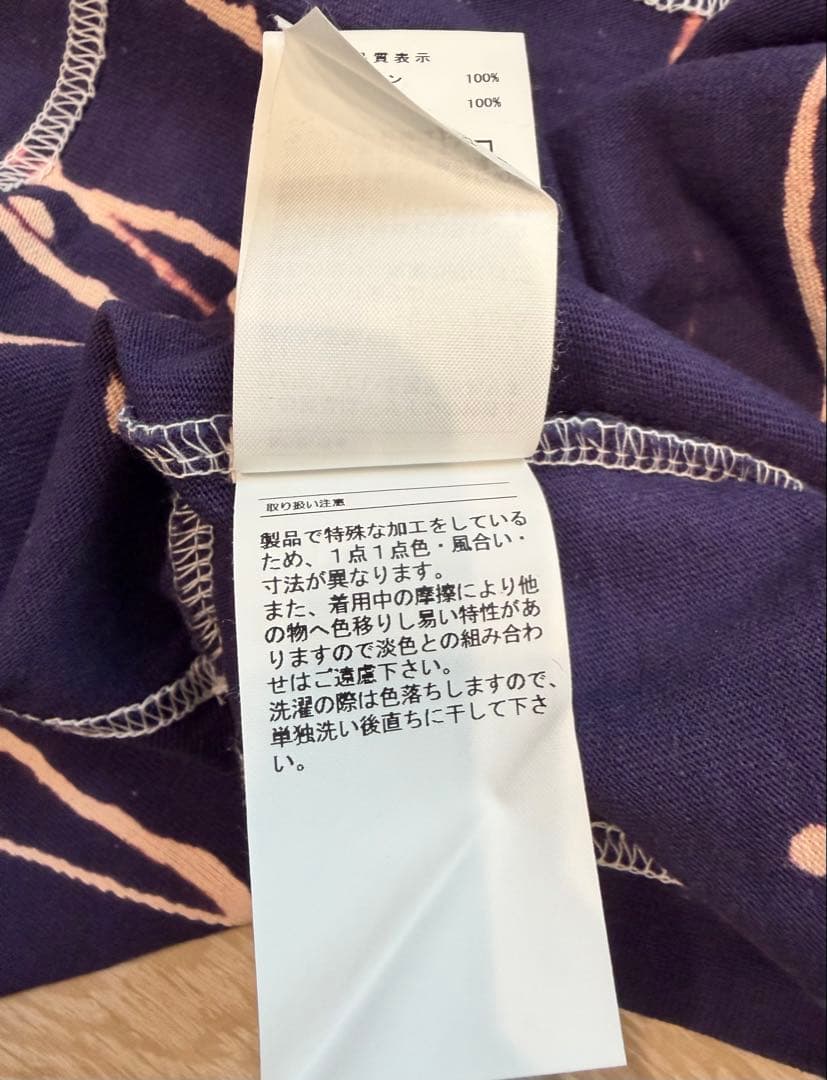 質表示
ン 100%
100%
取り扱い注意
製品で特殊な加工をしている
ため、1点1点色・風合い・
寸法が異なります。
また、着用中の摩擦により他
の物へ色移りし易い特性があ
りますので淡色との組み合わ
せはご遠慮下さい。
洗濯の際は色落ちしますので、
単独洗い後直ちに干して下さ
い。